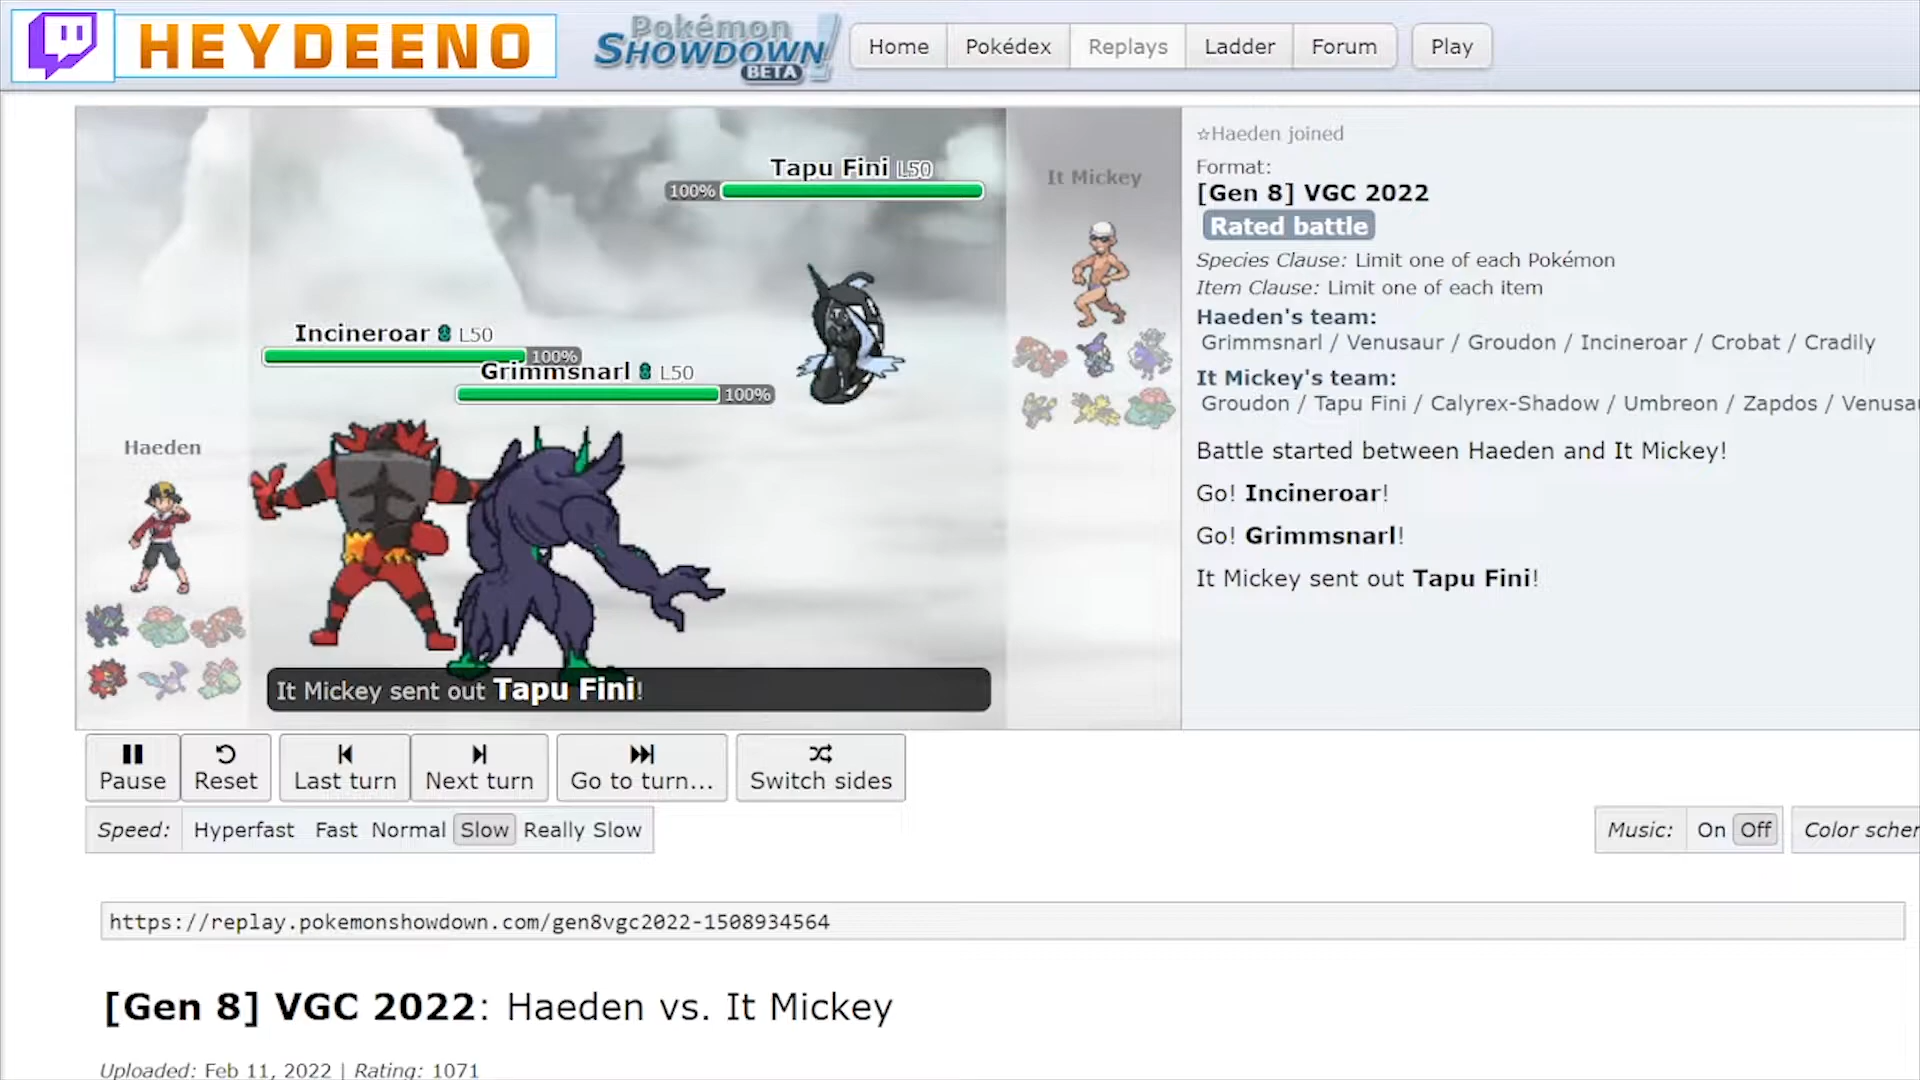 HEYDEENO
Pokémon
SHOWDOWN!
BETA
Home
Pokédex
Replays
Ladder
Forum
Play
Tapu Fini L50
100%
Incineroar L50
100%
Grimmsnarl L50
100%
Haeden
It Mickey
It Mickey sent out Tapu Fini!
☆Haeden joined
Format:
[Gen 8] VGC 2022
Rated battle
Species Clause: Limit one of each Pokémon
Item Clause: Limit one of each item
Haeden's team:
Grimmsnarl / Venusaur / Groudon / Incineroar / Crobat / Cradily
It Mickey's team:
Groudon / Tapu Fini / Calyrex-Shadow / Umbreon / Zapdos / Venusau
Battle started between Haeden and It Mickey!
Go! Incineroar!
Go! Grimmsnarl!
It Mickey sent out Tapu Fini!
Pause
Reset
Last turn
Next turn
Go to turn...
Switch sides
Speed: Hyperfast Fast Normal Slow Really Slow
Music: On Off
Color schem
https://replay.pokemonshowdown.com/gen8vgc2022-1508934564
[Gen 8] VGC 2022: Haeden vs. It Mickey
Uploaded: Feb 11, 2022 | Rating: 1071